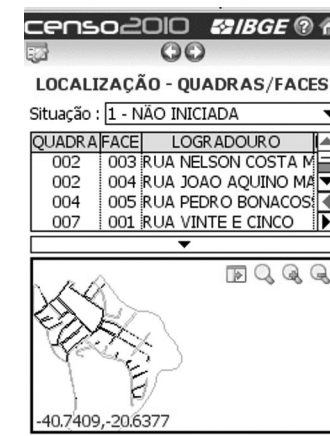 censo2010 IBGE ?
LOCALIZAÇÃO - QUADRAS/FACES
Situação : 1 - NÃO INICIADA
QUADRA FACE LOGRADOURO
002 003 RUA NELSON COSTA M
002 004 RUA JOAO AQUINO MA
004 005 RUA PEDRO BONACOS
007 001 RUA VINTE E CINCO
-40.7409,-20.6377